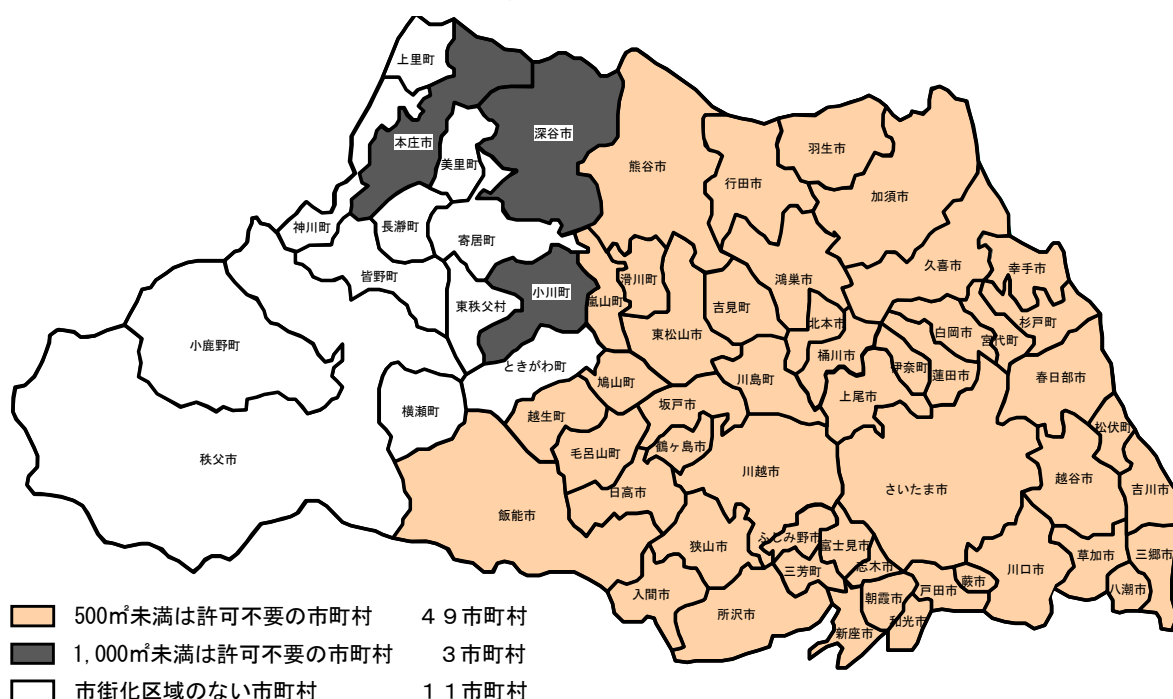 上里町
本庄市
深谷市
美里町
熊谷市
行田市
羽生市
加須市
神川町
長瀞町
寄居町
皆野町
久喜市
幸手市
小川町
嵐山町
滑川町
吉見町
鴻巣市
東秩父村
東松山市
北本市
白岡市
宮代町
杉戸町
小鹿野町
ときがわ町
鳩山町
川島町
桶川市
伊奈町
蓮田市
春日部市
横瀬町
越生町
坂戸市
上尾市
松伏町
秩父市
毛呂山町
鶴ヶ島市
川越市
さいたま市
越谷市
吉川市
日高市
飯能市
狭山市
ふじみ野市
富士見市
志木市
三芳町
川口市
草加市
三郷市
入間市
所沢市
朝霞市
戸田市
蕨市
八潮市
新座市
和光市
500㎡未満は許可不要の市町村 ４９市町村
1,000㎡未満は許可不要の市町村 ３市町村
市街化区域のない市町村 １１市町村